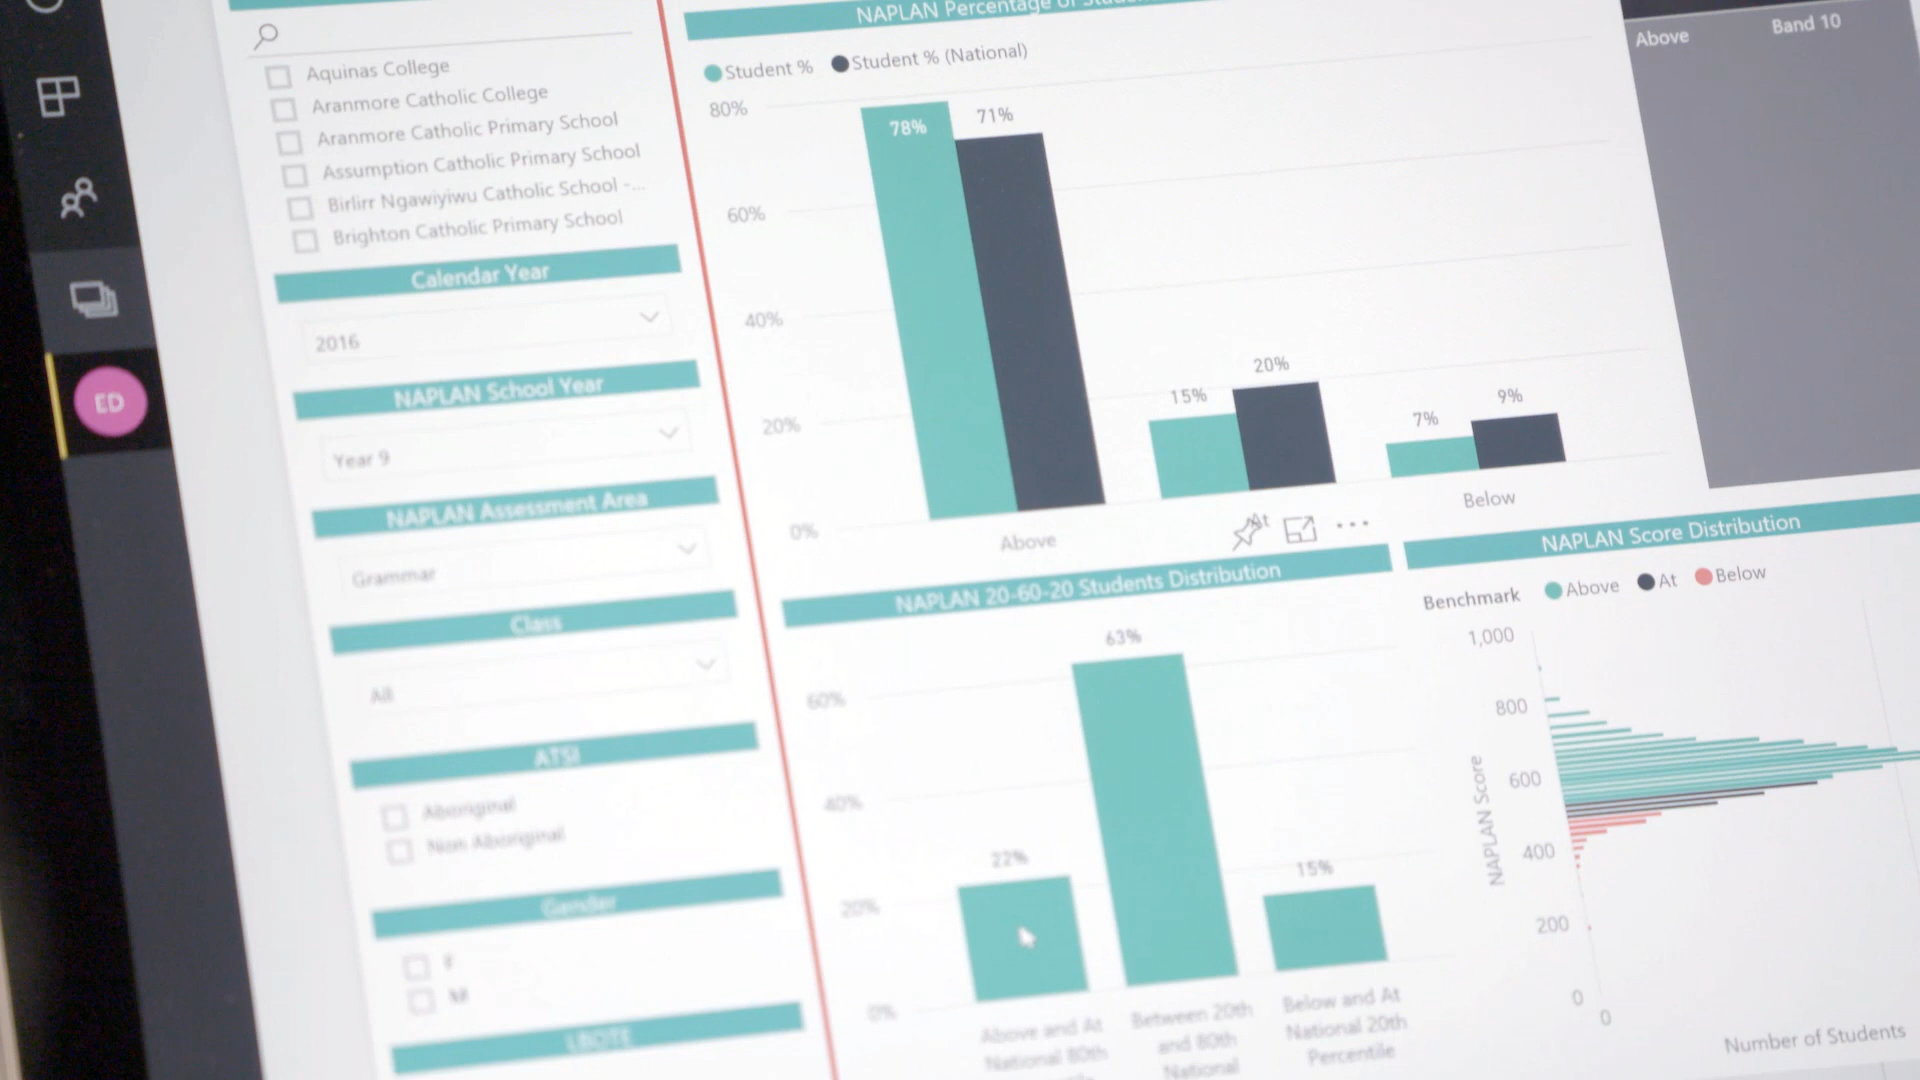 Aquinas College
Aranmore Catholic College
Aranmore Catholic Primary School
Assumption Catholic Primary School
Birlirr Ngawiyiwu Catholic School -...
Brighton Catholic Primary School
Calendar Year
2016
NAPLAN School Year
Year 9
NAPLAN Assessment Area
Grammar
Class
All
ATSI
Aboriginal
Non Aboriginal
Gender
F
M
LBOTE
ED
NAPLAN Percentage of
Student % Student % (National)
80%
60%
40%
20%
0%
78%
71%
15%
20%
7%
9%
Above
At
Below
Above
Band 10
NAPLAN 20-60-20 Students Distribution
60%
40%
20%
0%
22%
63%
15%
Above and At
National 80th
Between 20th
and 80th
National
Below and At
National 20th
Percentile
NAPLAN Score Distribution
Benchmark Above At Below
NAPLAN Score
1,000
800
600
400
200
0
0
Number of Students